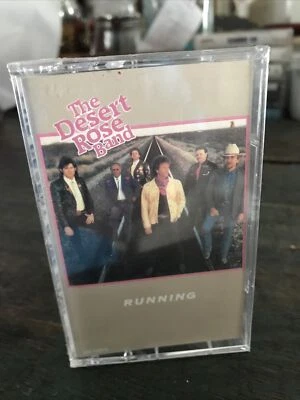 The
Desert
Rose
Band
RUNNING